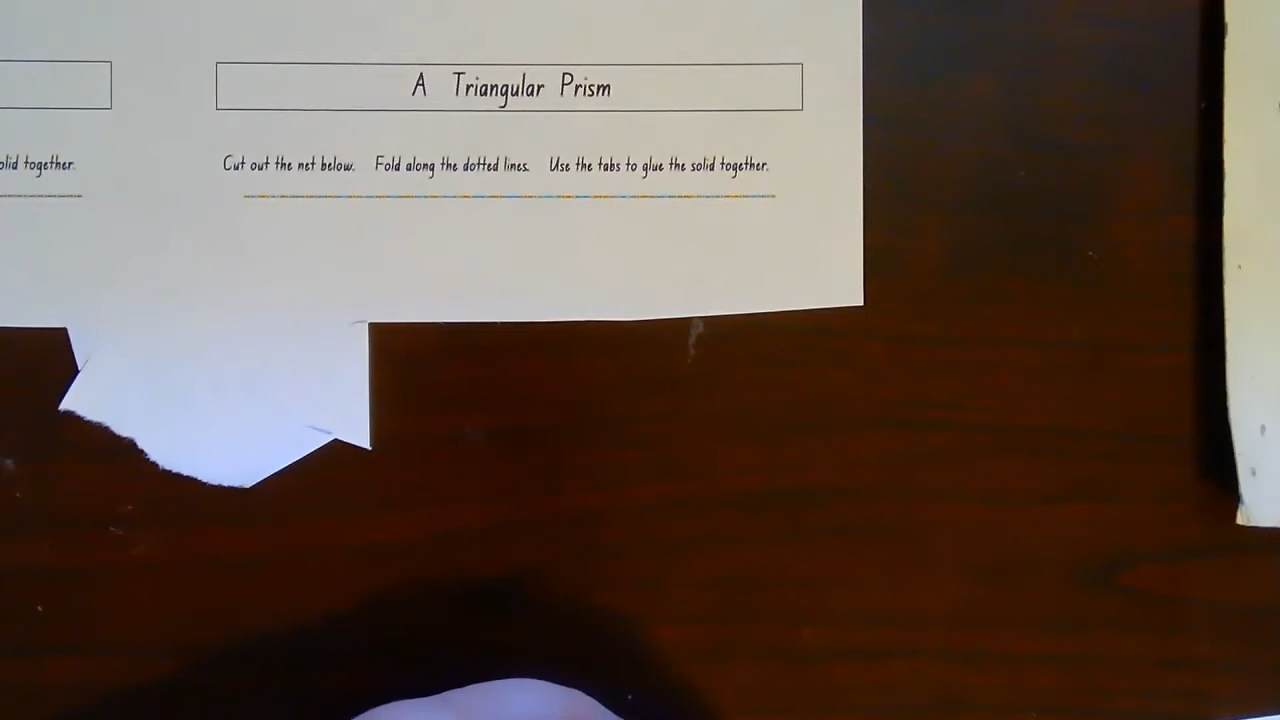 A Triangular Prism
solid together.
Cut out the net below. Fold along the dotted lines. Use the tabs to glue the solid together.